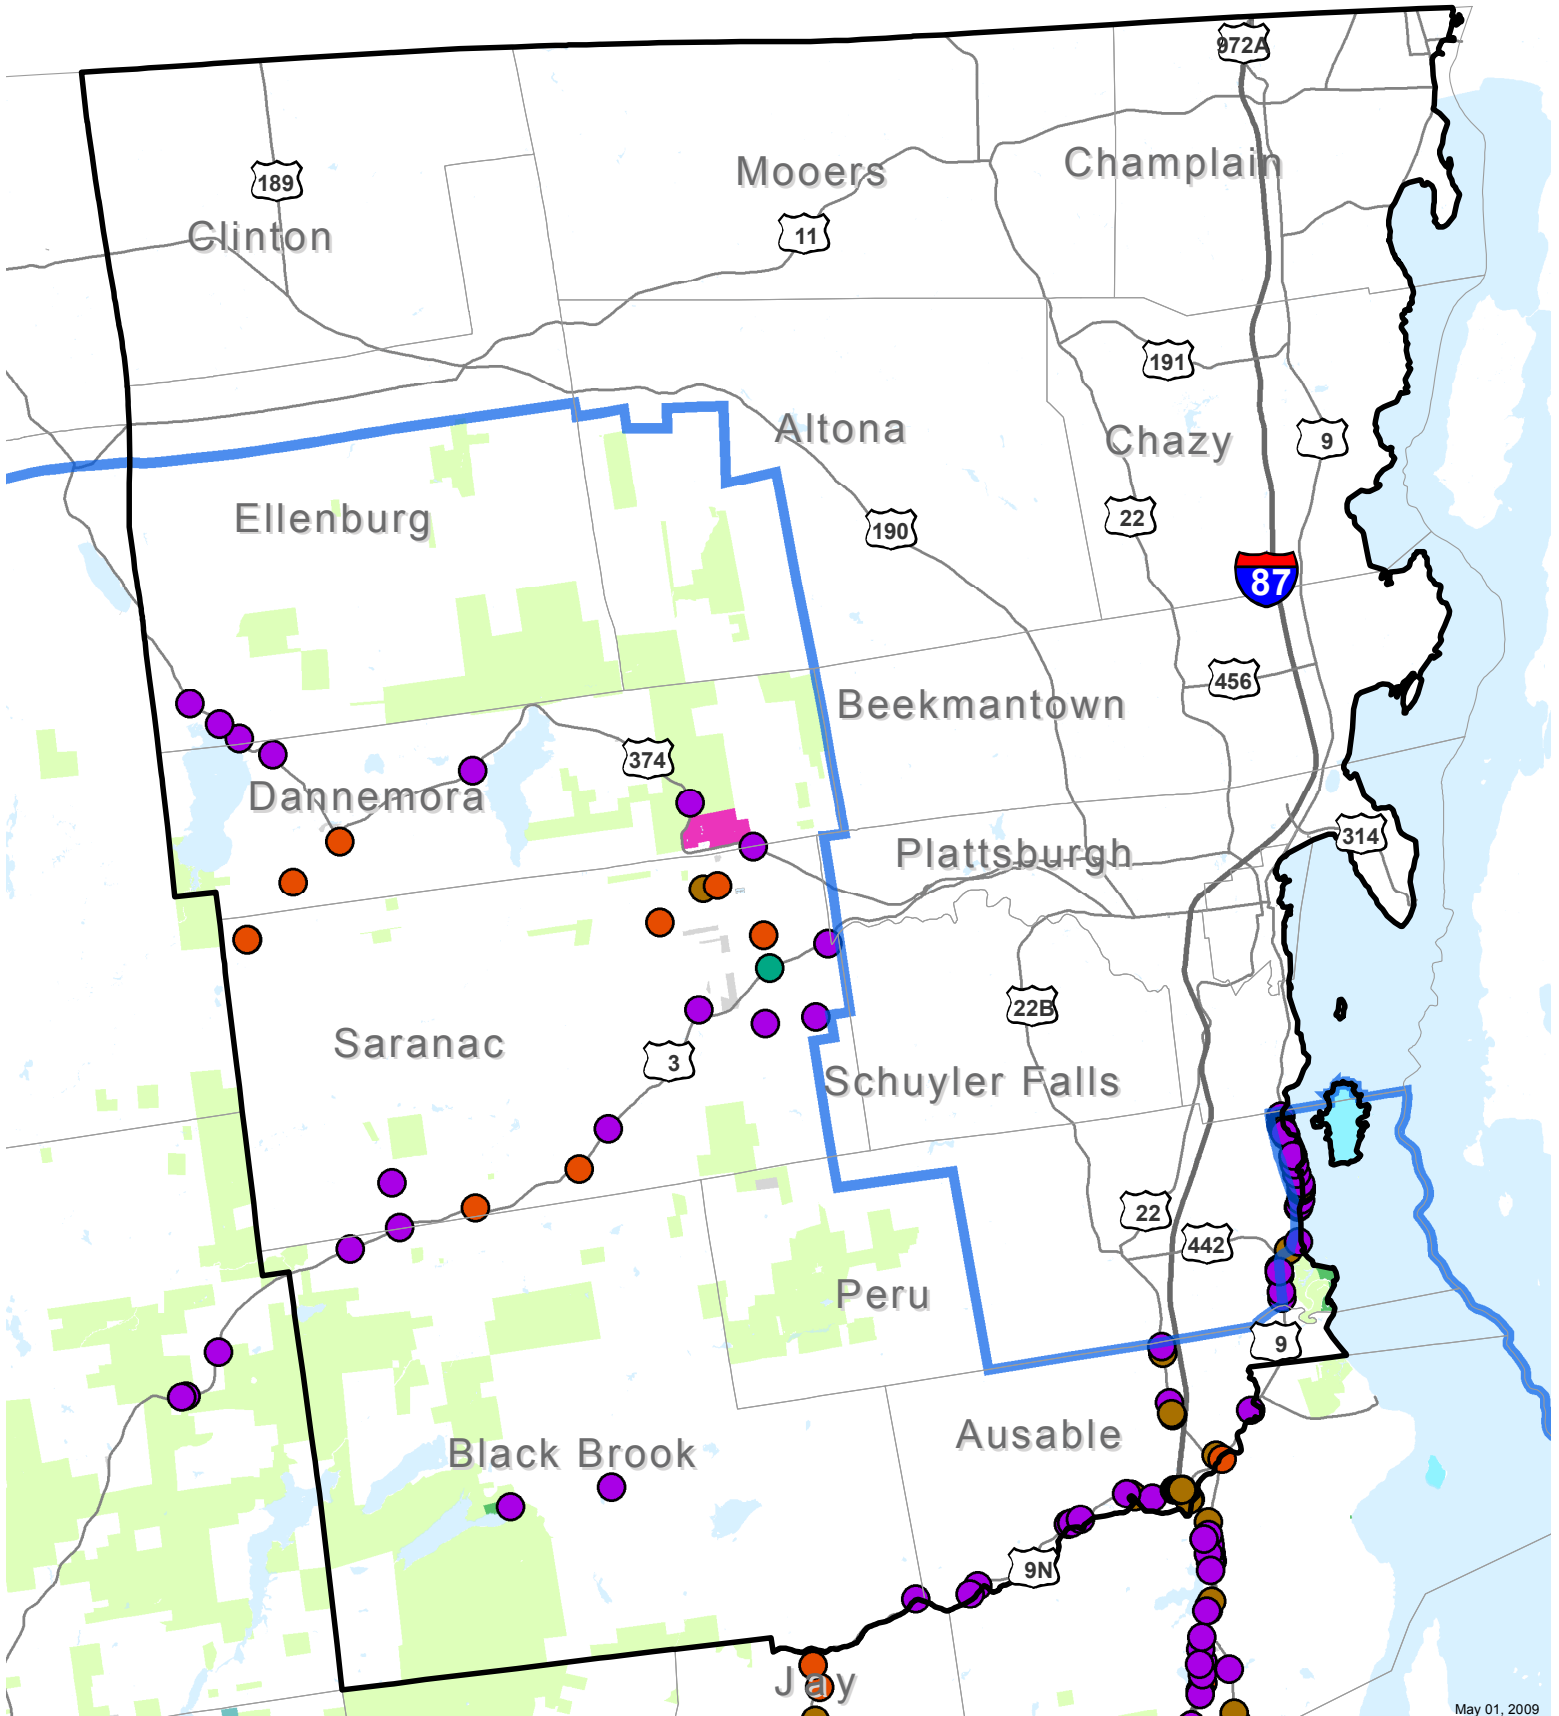 972A
Mooers
Champlain
189
Clinton
11
191
Altona
Chazy
9
Ellenburg
22
190
87
456
Beekmantown
374
Dannemora
314
Plattsburgh
22B
Saranac
3
Schuyler Falls
22
442
Peru
9
Ausable
Black Brook
9N
Jay
May 01, 2009